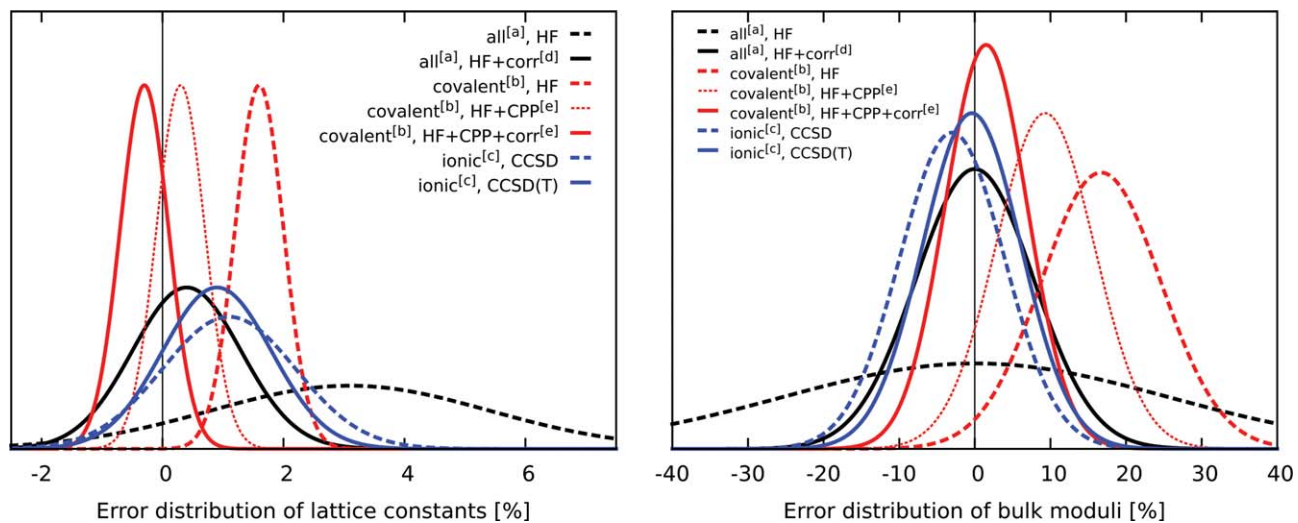 all[a], HF
all[a], HF+corr[d]
covalent[b], HF
covalent[b], HF+CPP[e]
covalent[b], HF+CPP+corr[e]
ionic[c], CCSD
ionic[c], CCSD(T)
-2 0 2 4 6
Error distribution of lattice constants [%]
all[a], HF
all[a], HF+corr[d]
covalent[b], HF
covalent[b], HF+CPP[e]
covalent[b], HF+CPP+corr[e]
ionic[c], CCSD
ionic[c], CCSD(T)
-40 -30 -20 -10 0 10 20 30 40
Error distribution of bulk moduli [%]